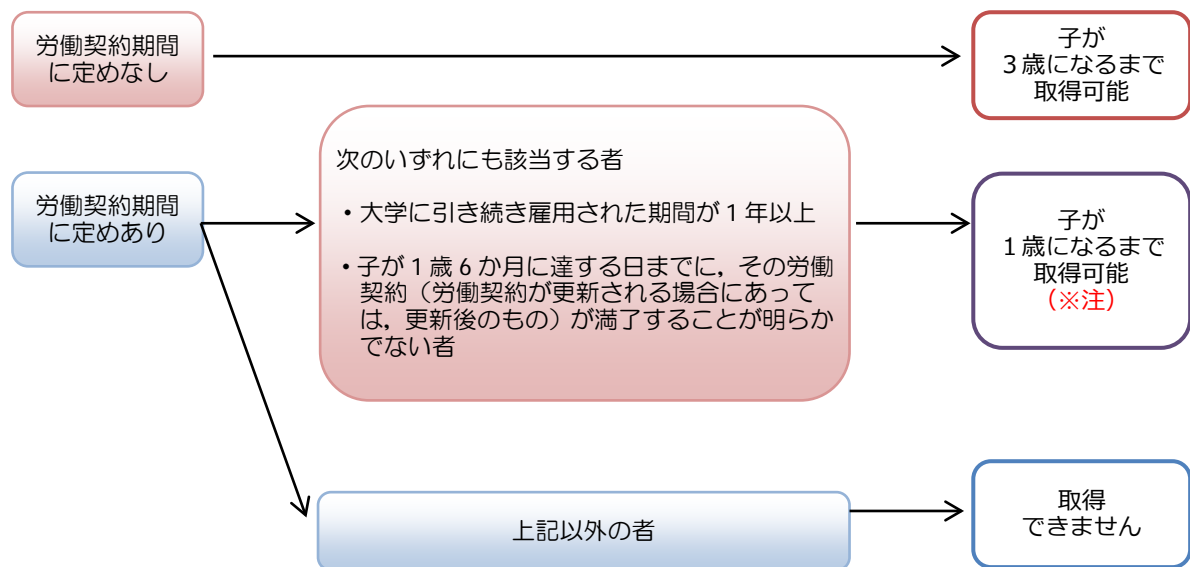 労働契約期間
に定めなし
子が
３歳になるまで
取得可能
次のいずれにも該当する者
・大学に引き続き雇用された期間が１年以上
・子が１歳６か月に達する日までに，その労働
契約（労働契約が更新される場合にあって
は，更新後のもの）が満了することが明らか
でない者
労働契約期間
に定めあり
子が
１歳になるまで
取得可能
（※注）
上記以外の者
取得
できません